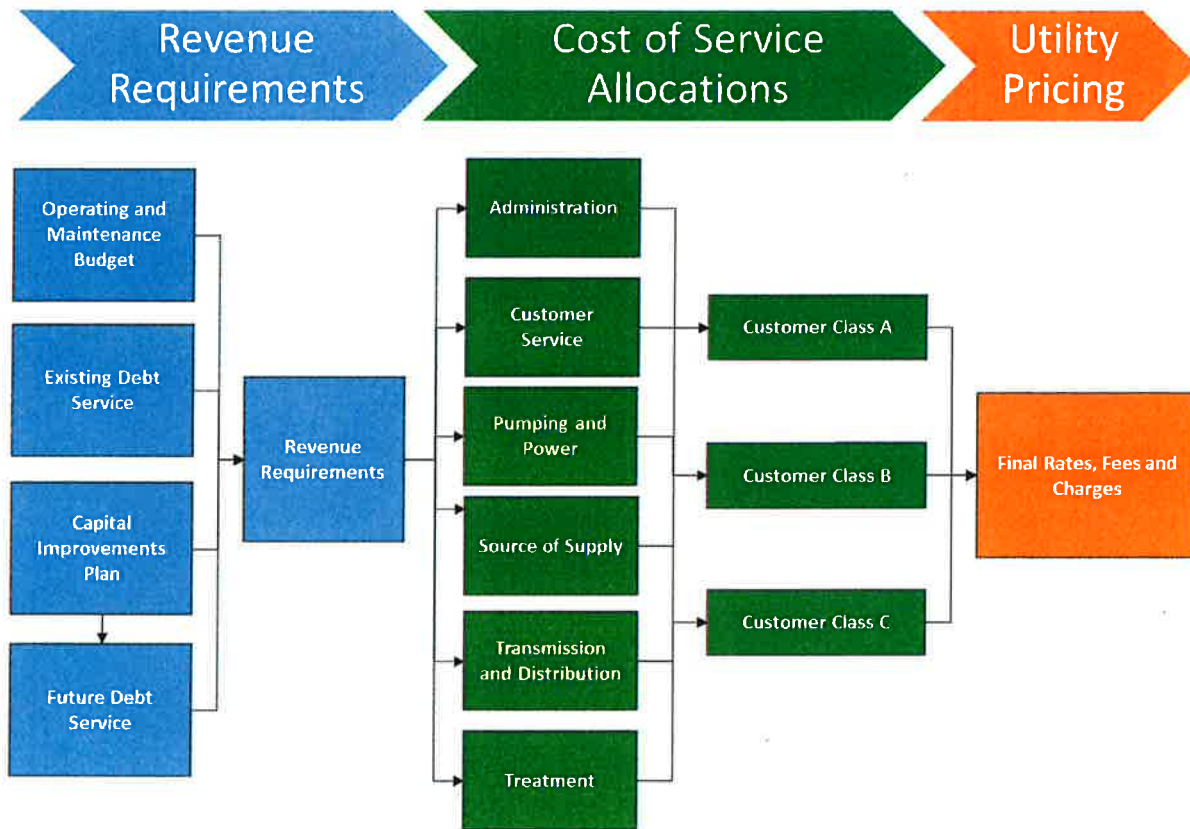 Revenue
Requirements
Cost of Service
Allocations
Utility
Pricing
Operating and
Maintenance
Budget
Existing Debt
Service
Capital
Improvements
Plan
Future Debt
Service
Revenue
Requirements
Administration
Customer
Service
Pumping and
Power
Source of Supply
Transmission
and Distribution
Treatment
Customer Class A
Customer Class B
Customer Class C
Final Rates, Fees and
Charges